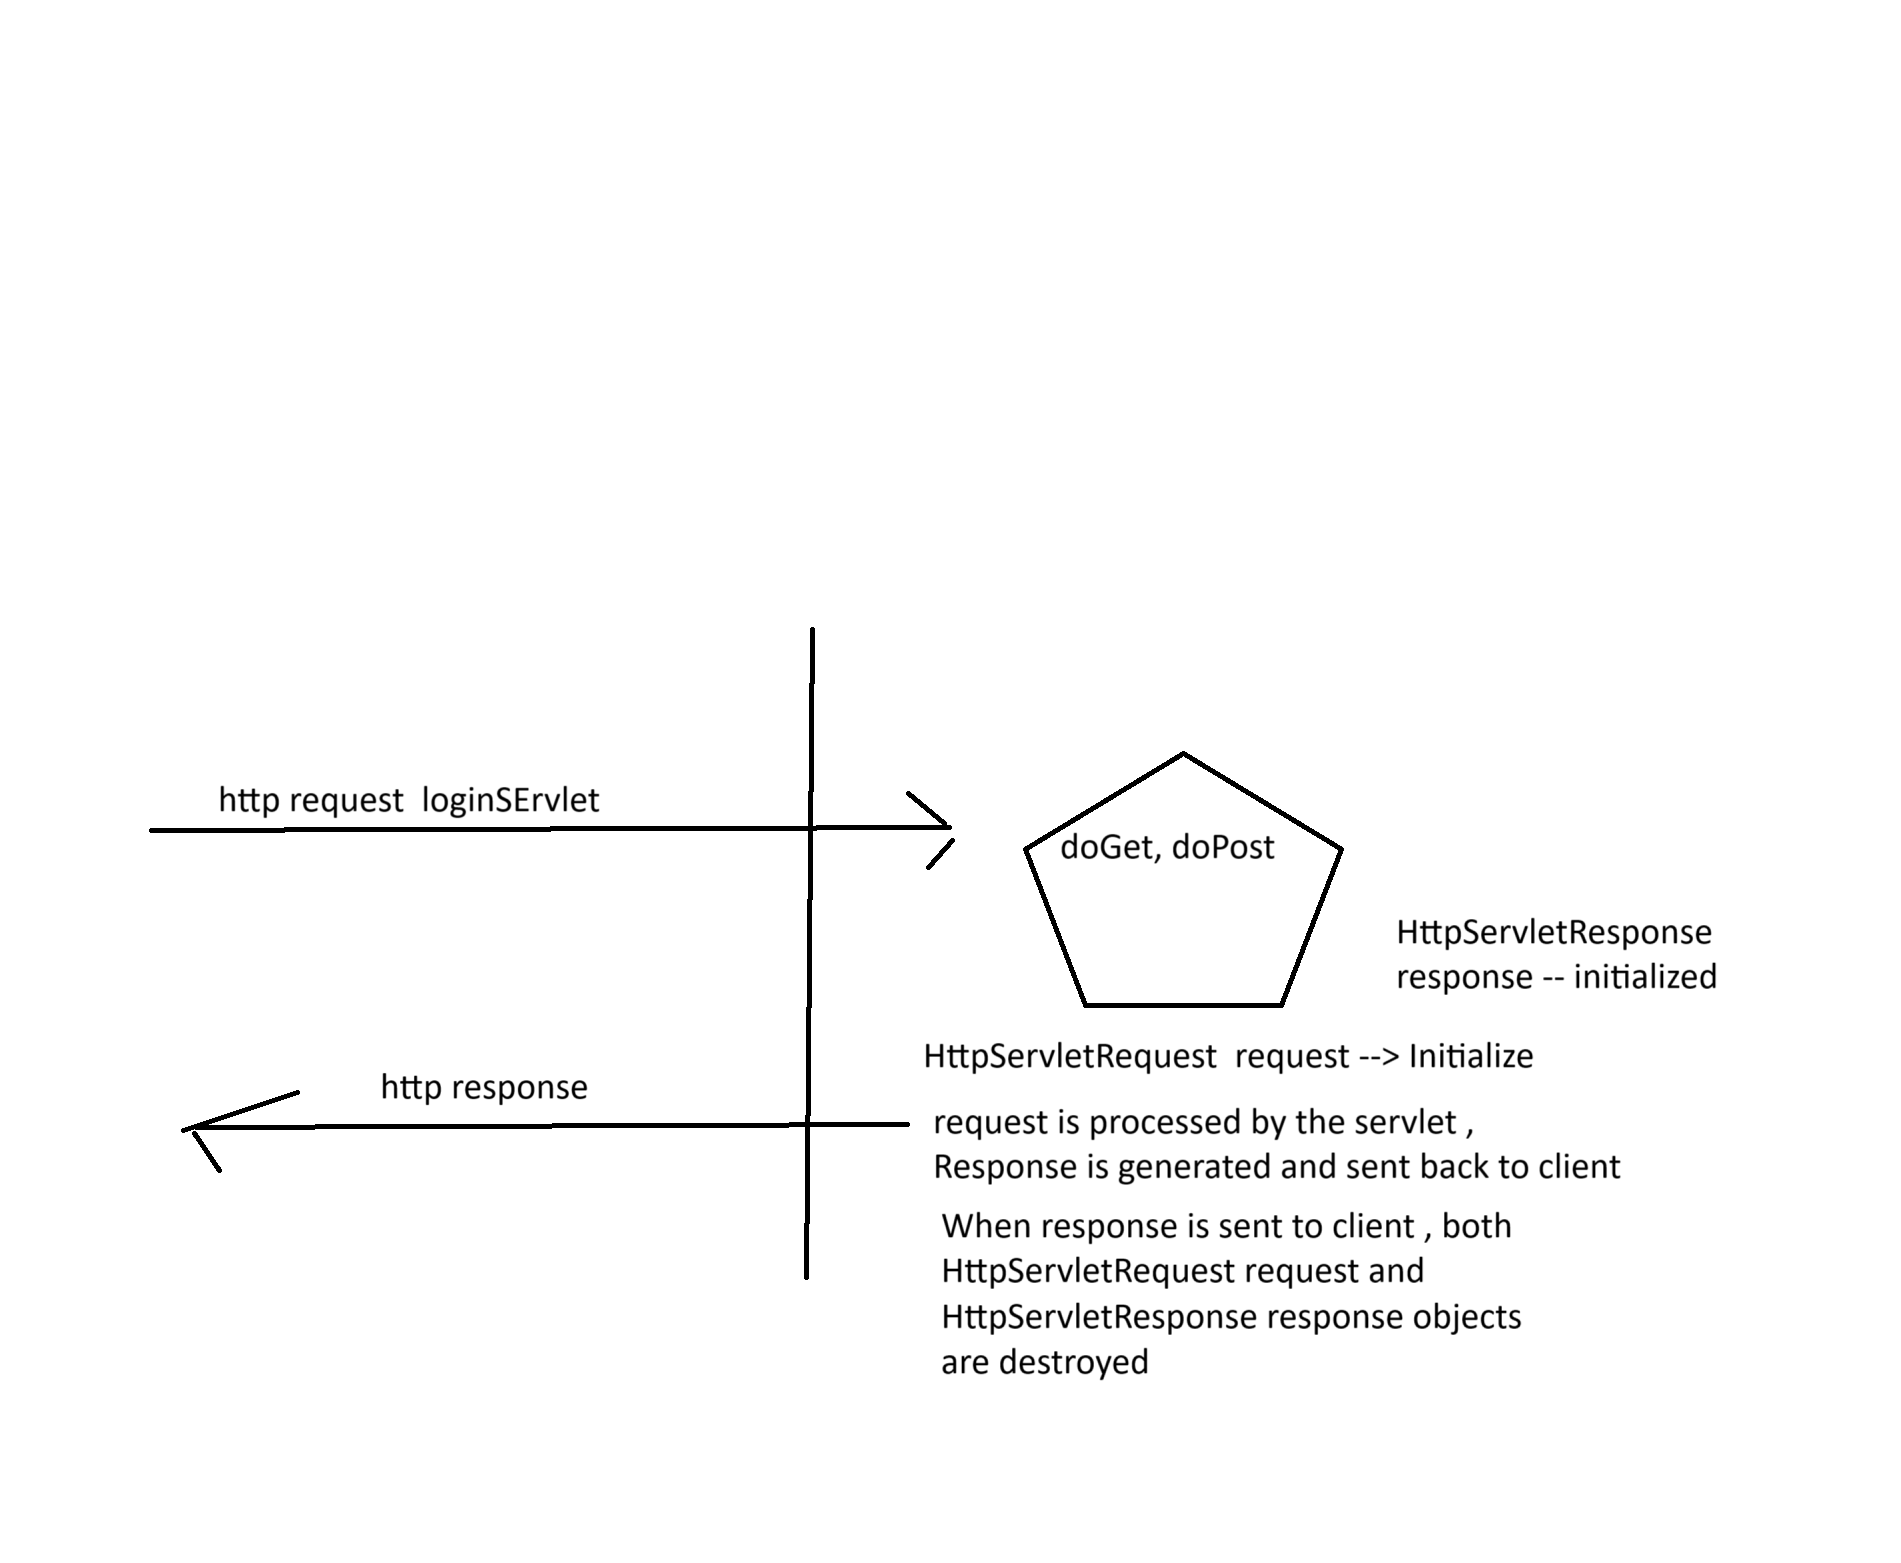 http request  loginSErvlet
doGet, doPost
HttpServletResponse
response -- initialized
HttpServletRequest  request --> Initialize
http response
request is processed by the servlet ,
Response is generated and sent back to client
When response is sent to client , both
HttpServletRequest request and
HttpServletResponse response objects
are destroyed